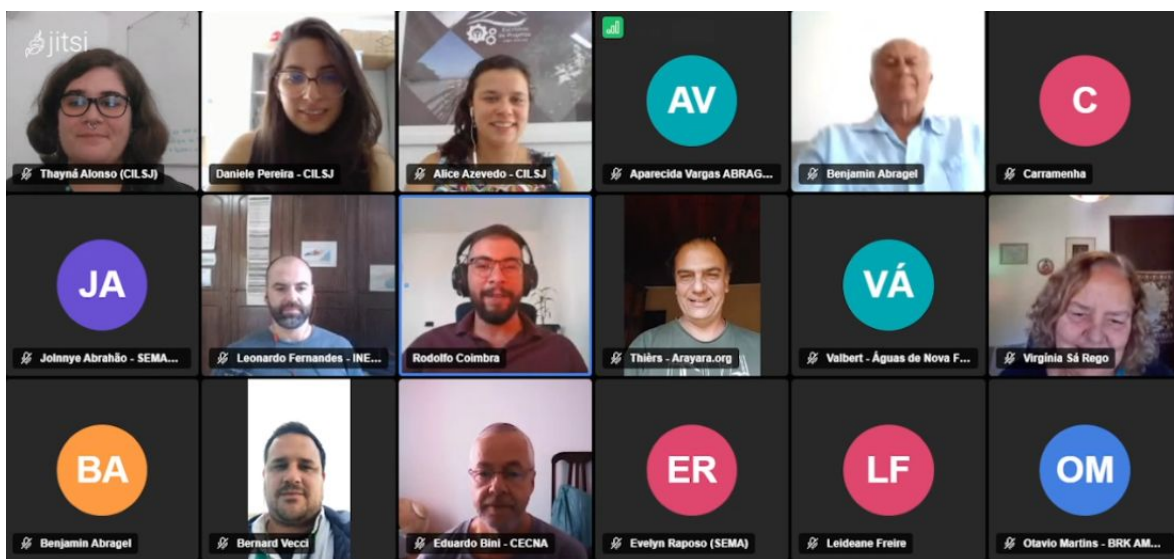 jitsi
Thayná Alonso (CILSJ)
Daniele Pereira - CILSJ
Alice Azevedo - CILSJ
AV
Aparecida Vargas ABRAG...
Benjamin Abragel
C
Carramenha
JA
Johnnye Abrahão - SEMA...
Leonardo Fernandes - INE...
Rodolfo Coimbra
Thièrs - Arayara.org
VÁ
Valbert - Águas de Nova F...
Virgínia Sá Rego
BA
Benjamin Abragel
Bernard Vecci
Eduardo Bini - CECNA
ER
Evelyn Raposo (SEMA)
LF
Leideane Freire
OM
Otavio Martins - BRK AM...